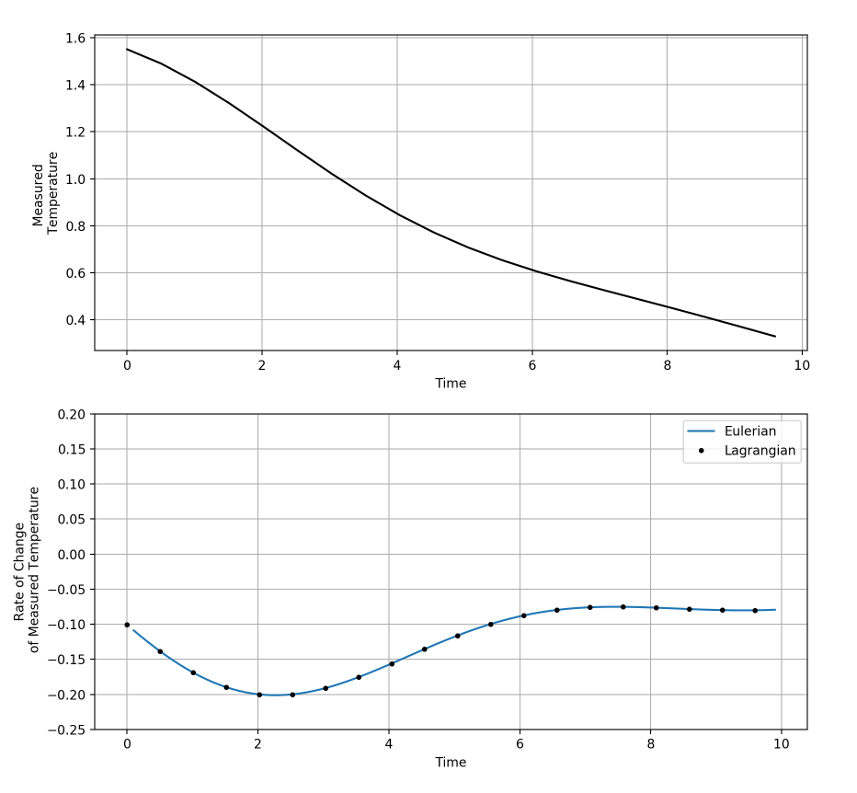 1.6
1.4
1.2
1.0
0.8
0.6
0.4
Measured
Temperature
0 2 4 6 8 10
Time
0.20
0.15
0.10
0.05
0.00
−0.05
−0.10
−0.15
−0.20
−0.25
Rate of Change
of Measured Temperature
Eulerian
Lagrangian
0 2 4 6 8 10
Time